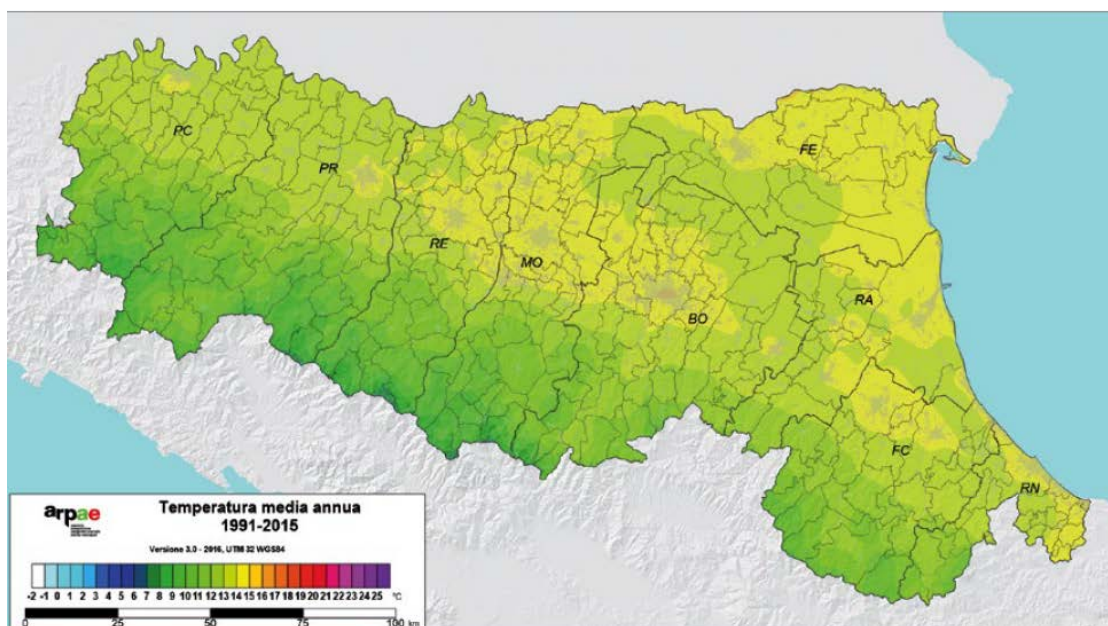 PC
PR
FE
RE
MO
RA
BO
FC
RN
arpae
Temperatura media annua
1991-2015
Versione 3.0 - 2016, UTM 32 WGS84
-2 -1 0 1 2 3 4 5 6 7 8 9 10 11 12 13 14 15 16 17 18 19 20 21 22 23 24 25 °C
0 25 50 75 100 km